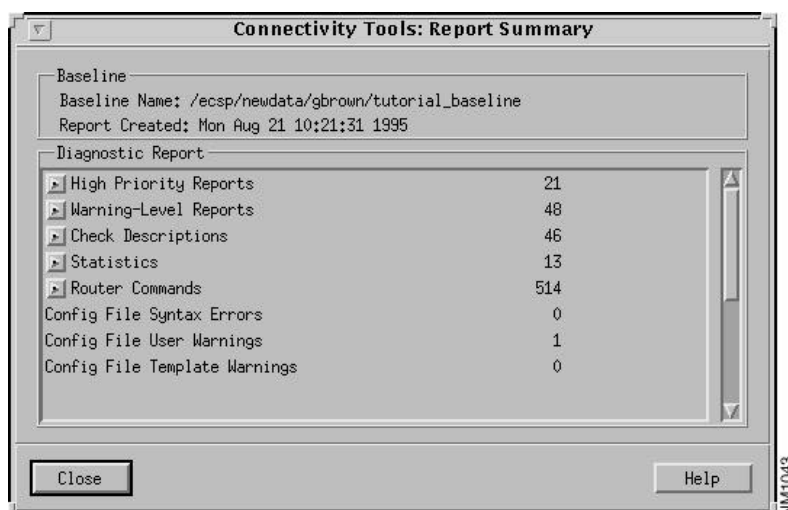 Connectivity Tools: Report Summary
Baseline
Baseline Name: /ecsp/newdata/gbrown/tutorial_baseline
Report Created: Mon Aug 21 10:21:31 1995
Diagnostic Report
High Priority Reports 21
Warning-Level Reports 48
Check Descriptions 46
Statistics 13
Router Commands 514
Config File Syntax Errors 0
Config File User Warnings 1
Config File Template Warnings 0
Close Help